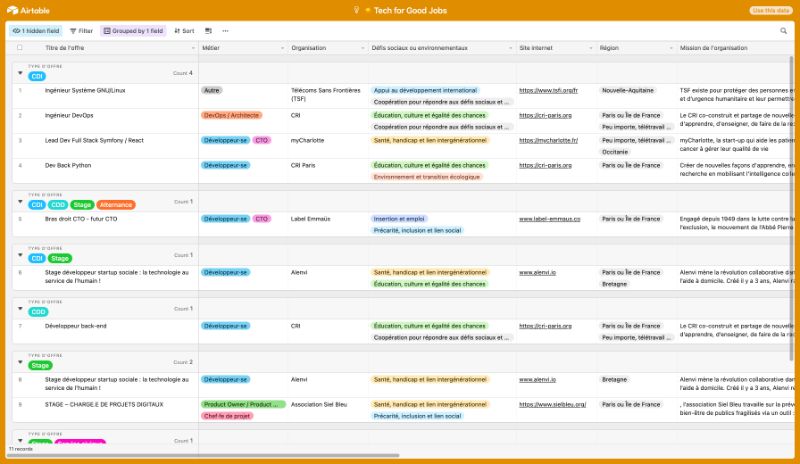 Airtable
Tech for Good Jobs
Use this data
1 hidden field Filter Grouped by 1 field Sort
Titre de l'offre Métier Organisation Défis sociaux ou environnementaux Site internet Région Mission de l'organisation
TYPE D'OFFRE
CDI Count 4
1 Ingénieur Système GNU/Linux Autre Télécoms Sans Frontières Appui au développement international https://www.tsfi.org/fr Nouvelle-Aquitaine TSF existe pour protéger des personnes e
(TSF) Coopération pour répondre aux défis sociaux et ... et d'urgence humanitaire et leur permettre
2 Ingénieur DevOps DevOps / Architecte CRI Éducation, culture et égalité des chances https://cri-paris.org Paris ou Île de France Le CRI co-construit et partage de nouvelle
Coopération pour répondre aux défis sociaux et ... Peu importe, télétravail ... d'apprendre, d'enseigner, de faire de la rec
3 Lead Dev Full Stack Symfony / React Développeur·se CTO myCharlotte Santé, handicap et lien intergénérationnel https://mycharlotte.fr/ Paris ou Île de France myCharlotte, la start-up qui aide les patien
Peu importe, télétravail ... cancer à gérer leur qualité de vie
Occitanie
4 Dev Back Python Développeur·se CRI Paris Éducation, culture et égalité des chances https://cri-paris.org Paris ou Île de France Créer de nouvelles façons d'apprendre, en
Environnement et transition écologique recherche en mobilisant l'intelligence colle
TYPE D'OFFRE
CDI CDD Stage Alternance Count 1
5 Bras droit CTO - futur CTO Développeur·se CTO Label Emmaüs Insertion et emploi www.label-emmaus.co Paris ou Île de France Engagé depuis 1949 dans la lutte contre la
Précarité, inclusion et lien social l'exclusion, le mouvement de l'Abbé Pierre
TYPE D'OFFRE
CDI Stage Count 1
6 Stage développeur startup sociale : la technologie au Développeur·se Alenvi Santé, handicap et lien intergénérationnel www.alenvi.io Paris ou Île de France Alenvi mène la révolution collaborative dan
service de l'humain ! Éducation, culture et égalité des chances Bretagne l'aide à domicile. Créé il y a 3 ans, Alenvi r
TYPE D'OFFRE
CDD Count 1
7 Développeur back-end Développeur·se CRI Éducation, culture et égalité des chances https://cri-paris.org Paris ou Île de France Le CRI co-construit et partage de nouvelle
Coopération pour répondre aux défis sociaux et ... Peu importe, télétravail ... d'apprendre, d'enseigner, de faire de la rec
TYPE D'OFFRE
Stage Count 2
8 Stage développeur startup sociale : la technologie au Développeur·se Alenvi Santé, handicap et lien intergénérationnel www.alenvi.io Bretagne Alenvi mène la révolution collaborative dan
service de l'humain ! l'aide à domicile. Créé il y a 3 ans, Alenvi r
9 STAGE – CHARGE.E DE PROJETS DIGITAUX Product Owner / Product ... Association Siel Bleu Santé, handicap et lien intergénérationnel https://www.sielbleu.org/ Paris ou Île de France , l'association Siel Bleu travaille sur la préve
Chef·fe de projet Précarité, inclusion et lien social bien-être de publics fragilisés via un outil :
TYPE D'OFFRE
Count 1
11 records